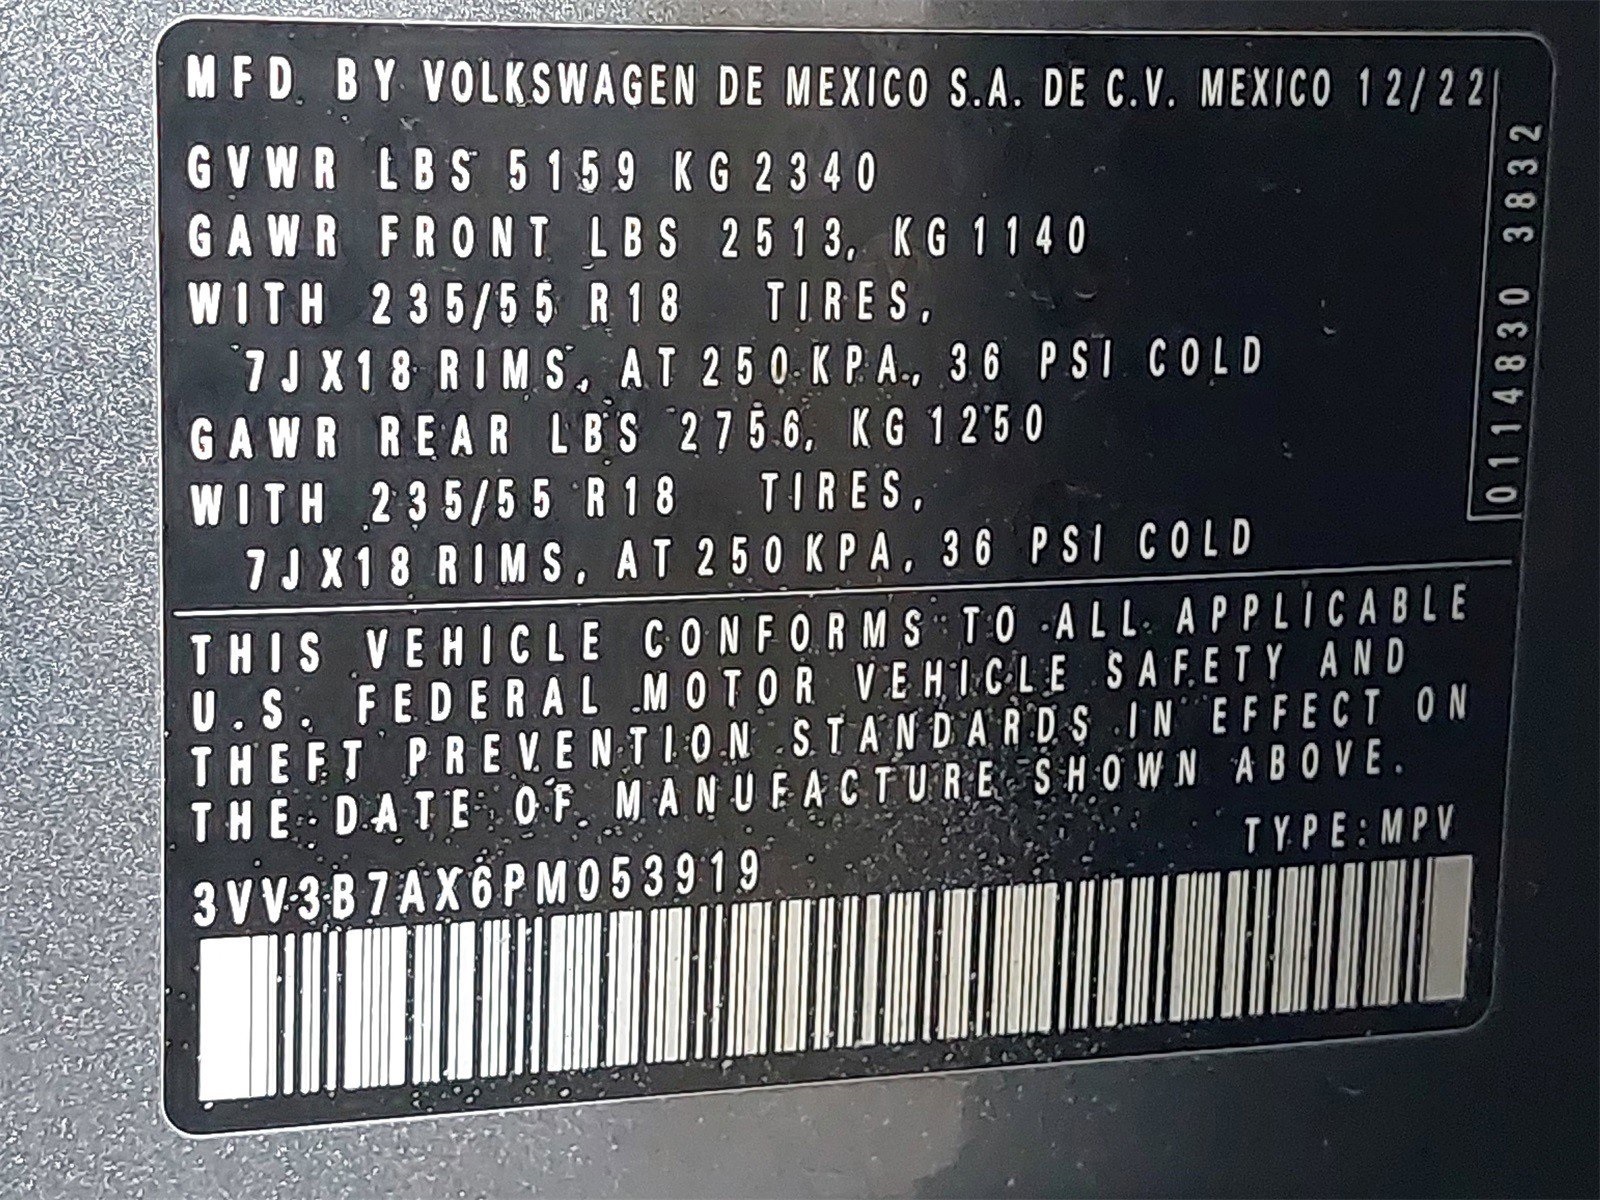 MFD. BY VOLKSWAGEN DE MEXICO S.A. DE C.V. MEXICO 12/22
GVWR LBS 5159 KG 2340
GAWR FRONT LBS 2513, KG 1140
WITH 235/55 R18 TIRES,
7JX18 RIMS, AT 250 KPA, 36 PSI COLD
GAWR REAR LBS 2756, KG 1250
WITH 235/55 R18 TIRES,
7JX18 RIMS, AT 250 KPA, 36 PSI COLD
0114830 3832
THIS VEHICLE CONFORMS TO ALL APPLICABLE
U.S. FEDERAL MOTOR VEHICLE SAFETY AND
THEFT PREVENTION STANDARDS IN EFFECT ON
THE DATE OF MANUFACTURE SHOWN ABOVE.
TYPE:MPV
3VV3B7AX6PM053919